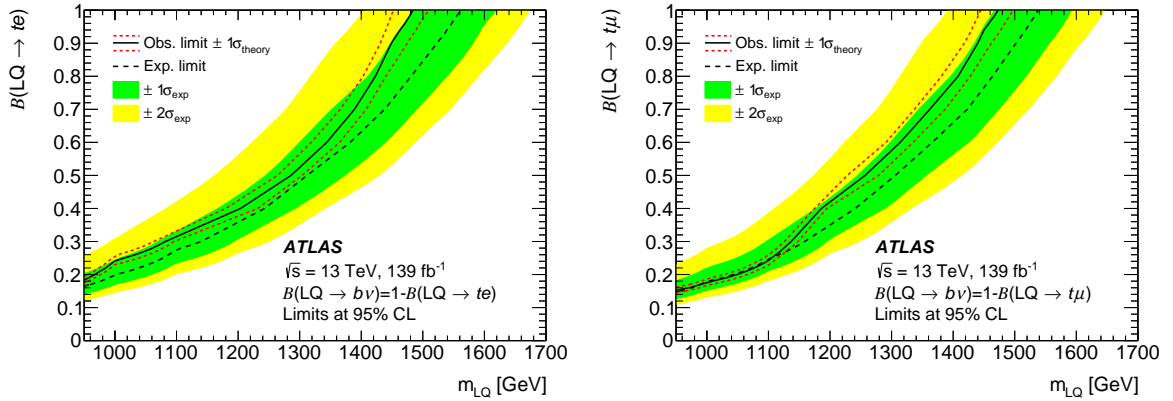 B(LQ → te)
1
0.9
0.8
0.7
0.6
0.5
0.4
0.3
0.2
0.1
0
Obs. limit ± 1σtheory
Exp. limit
± 1σexp
± 2σexp
ATLAS
√s = 13 TeV, 139 fb⁻¹
B(LQ → bν)=1-B(LQ → te)
Limits at 95% CL
1000 1100 1200 1300 1400 1500 1600 1700
mLQ [GeV]
B(LQ → tμ)
1
0.9
0.8
0.7
0.6
0.5
0.4
0.3
0.2
0.1
0
Obs. limit ± 1σtheory
Exp. limit
± 1σexp
± 2σexp
ATLAS
√s = 13 TeV, 139 fb⁻¹
B(LQ → bν)=1-B(LQ → tμ)
Limits at 95% CL
1000 1100 1200 1300 1400 1500 1600 1700
mLQ [GeV]